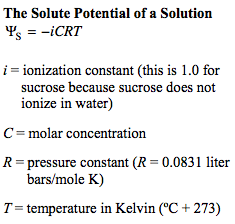 The Solute Potential of a Solution
Ψs = –iCRT
i = ionization constant (this is 1.0 for
sucrose because sucrose does not
ionize in water)
C = molar concentration
R = pressure constant (R = 0.0831 liter
bars/mole K)
T = temperature in Kelvin (ºC + 273)